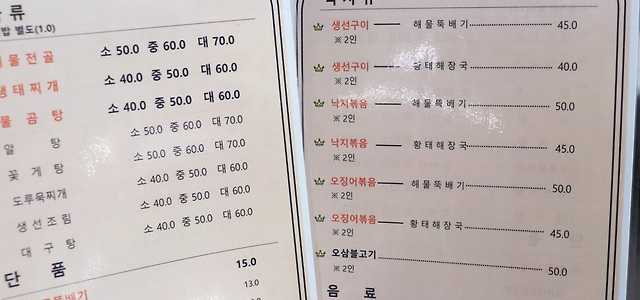 류
밥 별도(1.0)
물 전 골 소 50.0 중 60.0 대 70.0
생태찌개 소 40.0 중 50.0 대 60.0
물 곰 탕 소 40.0 중 50.0 대 60.0
알 탕 소 50.0 중 60.0 대 70.0
꽃 게 탕 소 50.0 중 60.0 대 70.0
도루묵찌개 소 40.0 중 50.0 대 60.0
생선조림 소 40.0 중 50.0 대 60.0
대 구 탕 소 40.0 중 50.0 대 60.0
단 품
15.0
뚝배기 13.0
생선구이 해물뚝배기 45.0
※ 2인
생선구이 황태해장국 40.0
※ 2인
낙지볶음 해물뚝배기 50.0
※ 2인
낙지볶음 황태해장국 45.0
※ 2인
오징어볶음 해물뚝배기 50.0
※ 2인
오징어볶음 황태해장국 45.0
※ 2인
오삼불고기 50.0
※ 2인
음 료